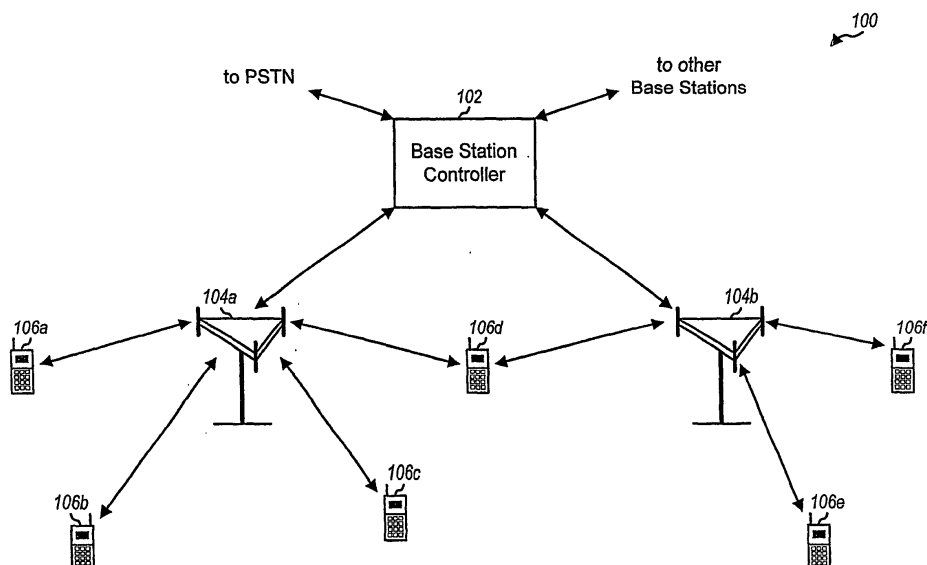 100
to PSTN
to other
Base Stations
102
Base Station
Controller
104a
104b
106a
106d
106f
106b
106c
106e